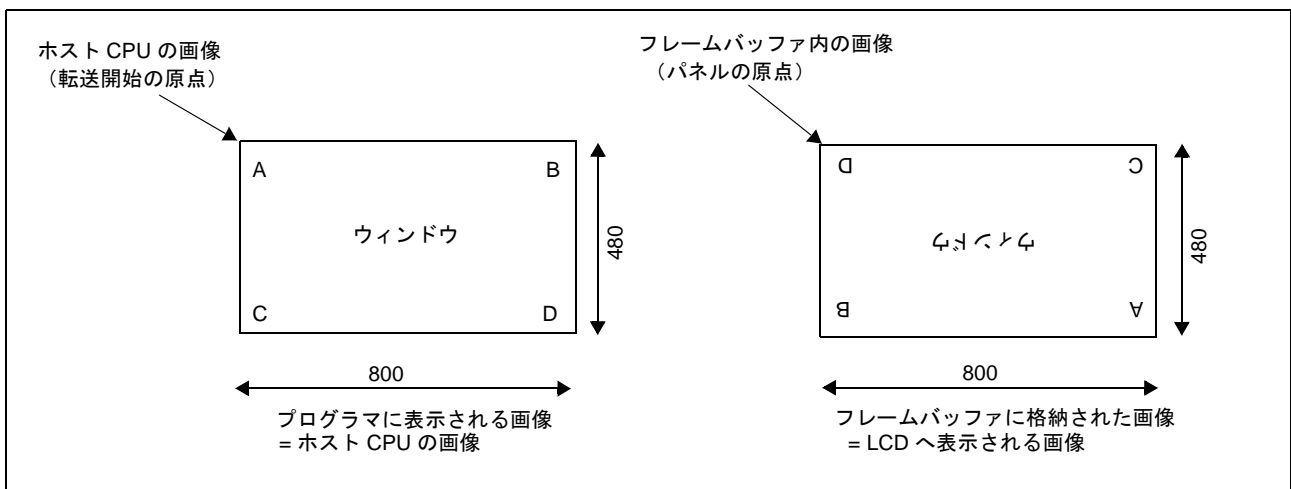 ホスト CPU の画像
（転送開始の原点）
A
B
ウィンドウ
C
D
480
800
プログラマに表示される画像
= ホスト CPU の画像
フレームバッファ内の画像
（パネルの原点）
D
C
ウィンドウ
B
A
480
800
フレームバッファに格納された画像
= LCD へ表示される画像